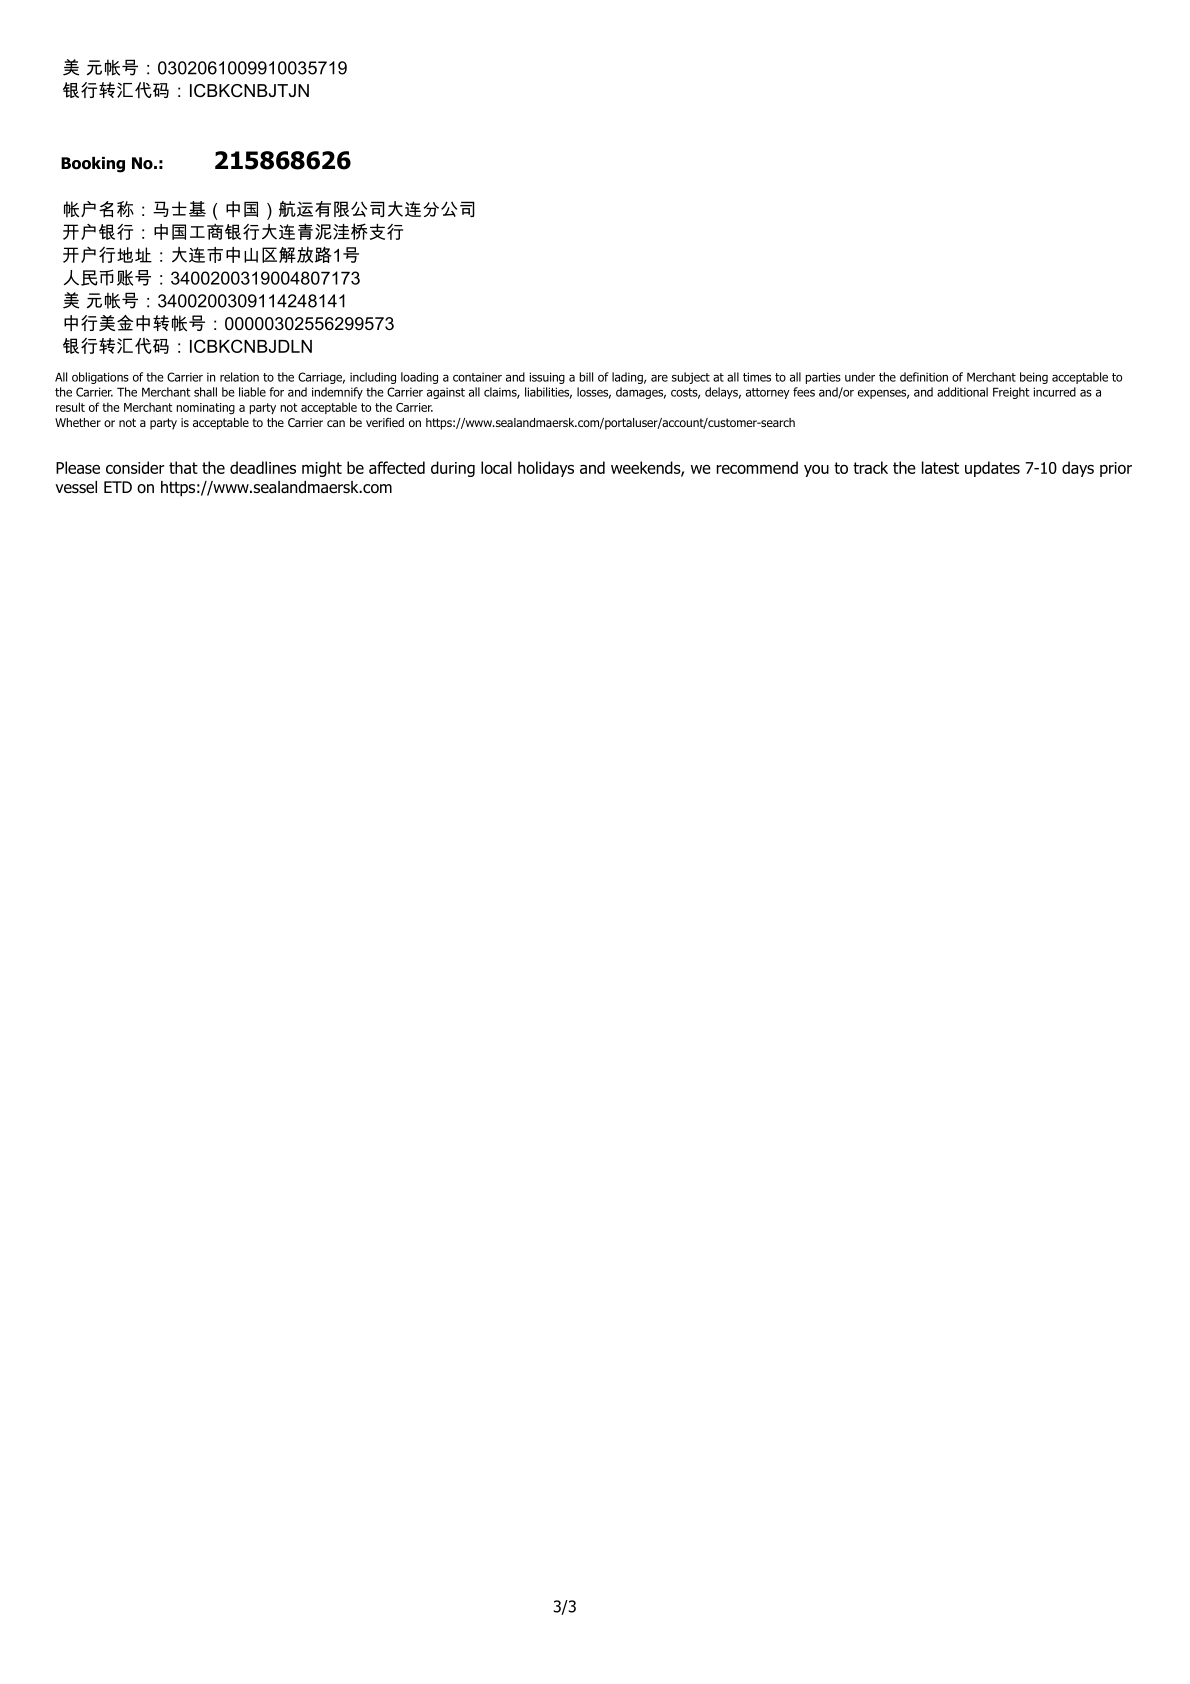 美 元帐号：0302061009910035719
银行转汇代码：ICBKCNBJTJN
Booking No.: 215868626
帐户名称：马士基（中国）航运有限公司大连分公司
开户银行：中国工商银行大连青泥洼桥支行
开户行地址：大连市中山区解放路1号
人民币账号：3400200319004807173
美 元帐号：3400200309114248141
中行美金中转帐号：00000302556299573
银行转汇代码：ICBKCNBJDLN
All obligations of the Carrier in relation to the Carriage, including loading a container and issuing a bill of lading, are subject at all times to all parties under the definition of Merchant being acceptable to
the Carrier. The Merchant shall be liable for and indemnify the Carrier against all claims, liabilities, losses, damages, costs, delays, attorney fees and/or expenses, and additional Freight incurred as a
result of the Merchant nominating a party not acceptable to the Carrier.
Whether or not a party is acceptable to the Carrier can be verified on https://www.sealandmaersk.com/portaluser/account/customer-search
Please consider that the deadlines might be affected during local holidays and weekends, we recommend you to track the latest updates 7-10 days prior
vessel ETD on https://www.sealandmaersk.com
3/3